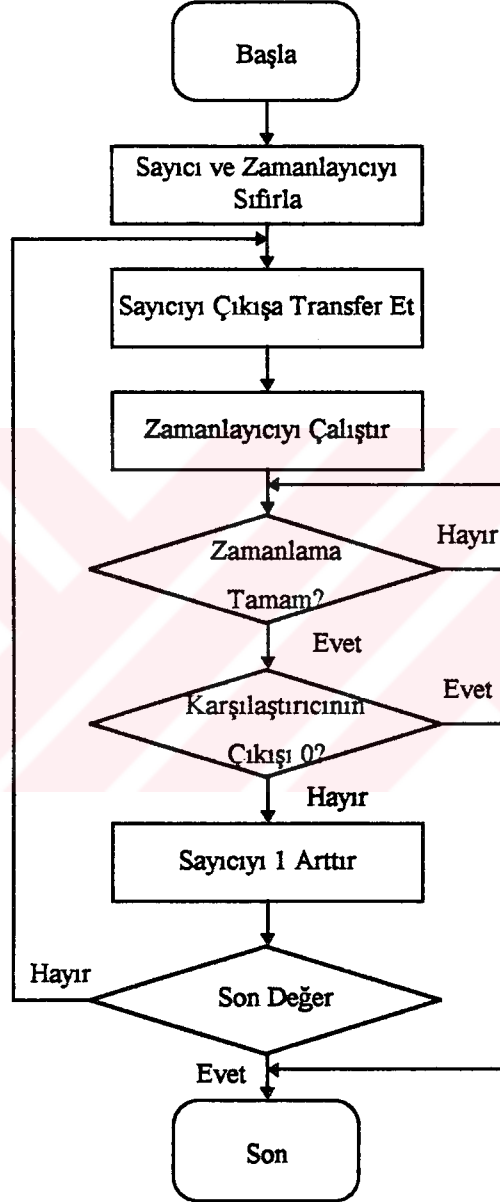 Başla
Sayıcı ve Zamanlayıcıyı
Sıfırla
Sayıcıyı Çıkışa Transfer Et
Zamanlayıcıyı Çalıştır
Hayır
Zamanlama
Tamam?
Evet
Evet
Karşılaştırıcının
Çıkışı 0?
Hayır
Sayıcıyı 1 Arttır
Hayır
Son Değer
Evet
Son